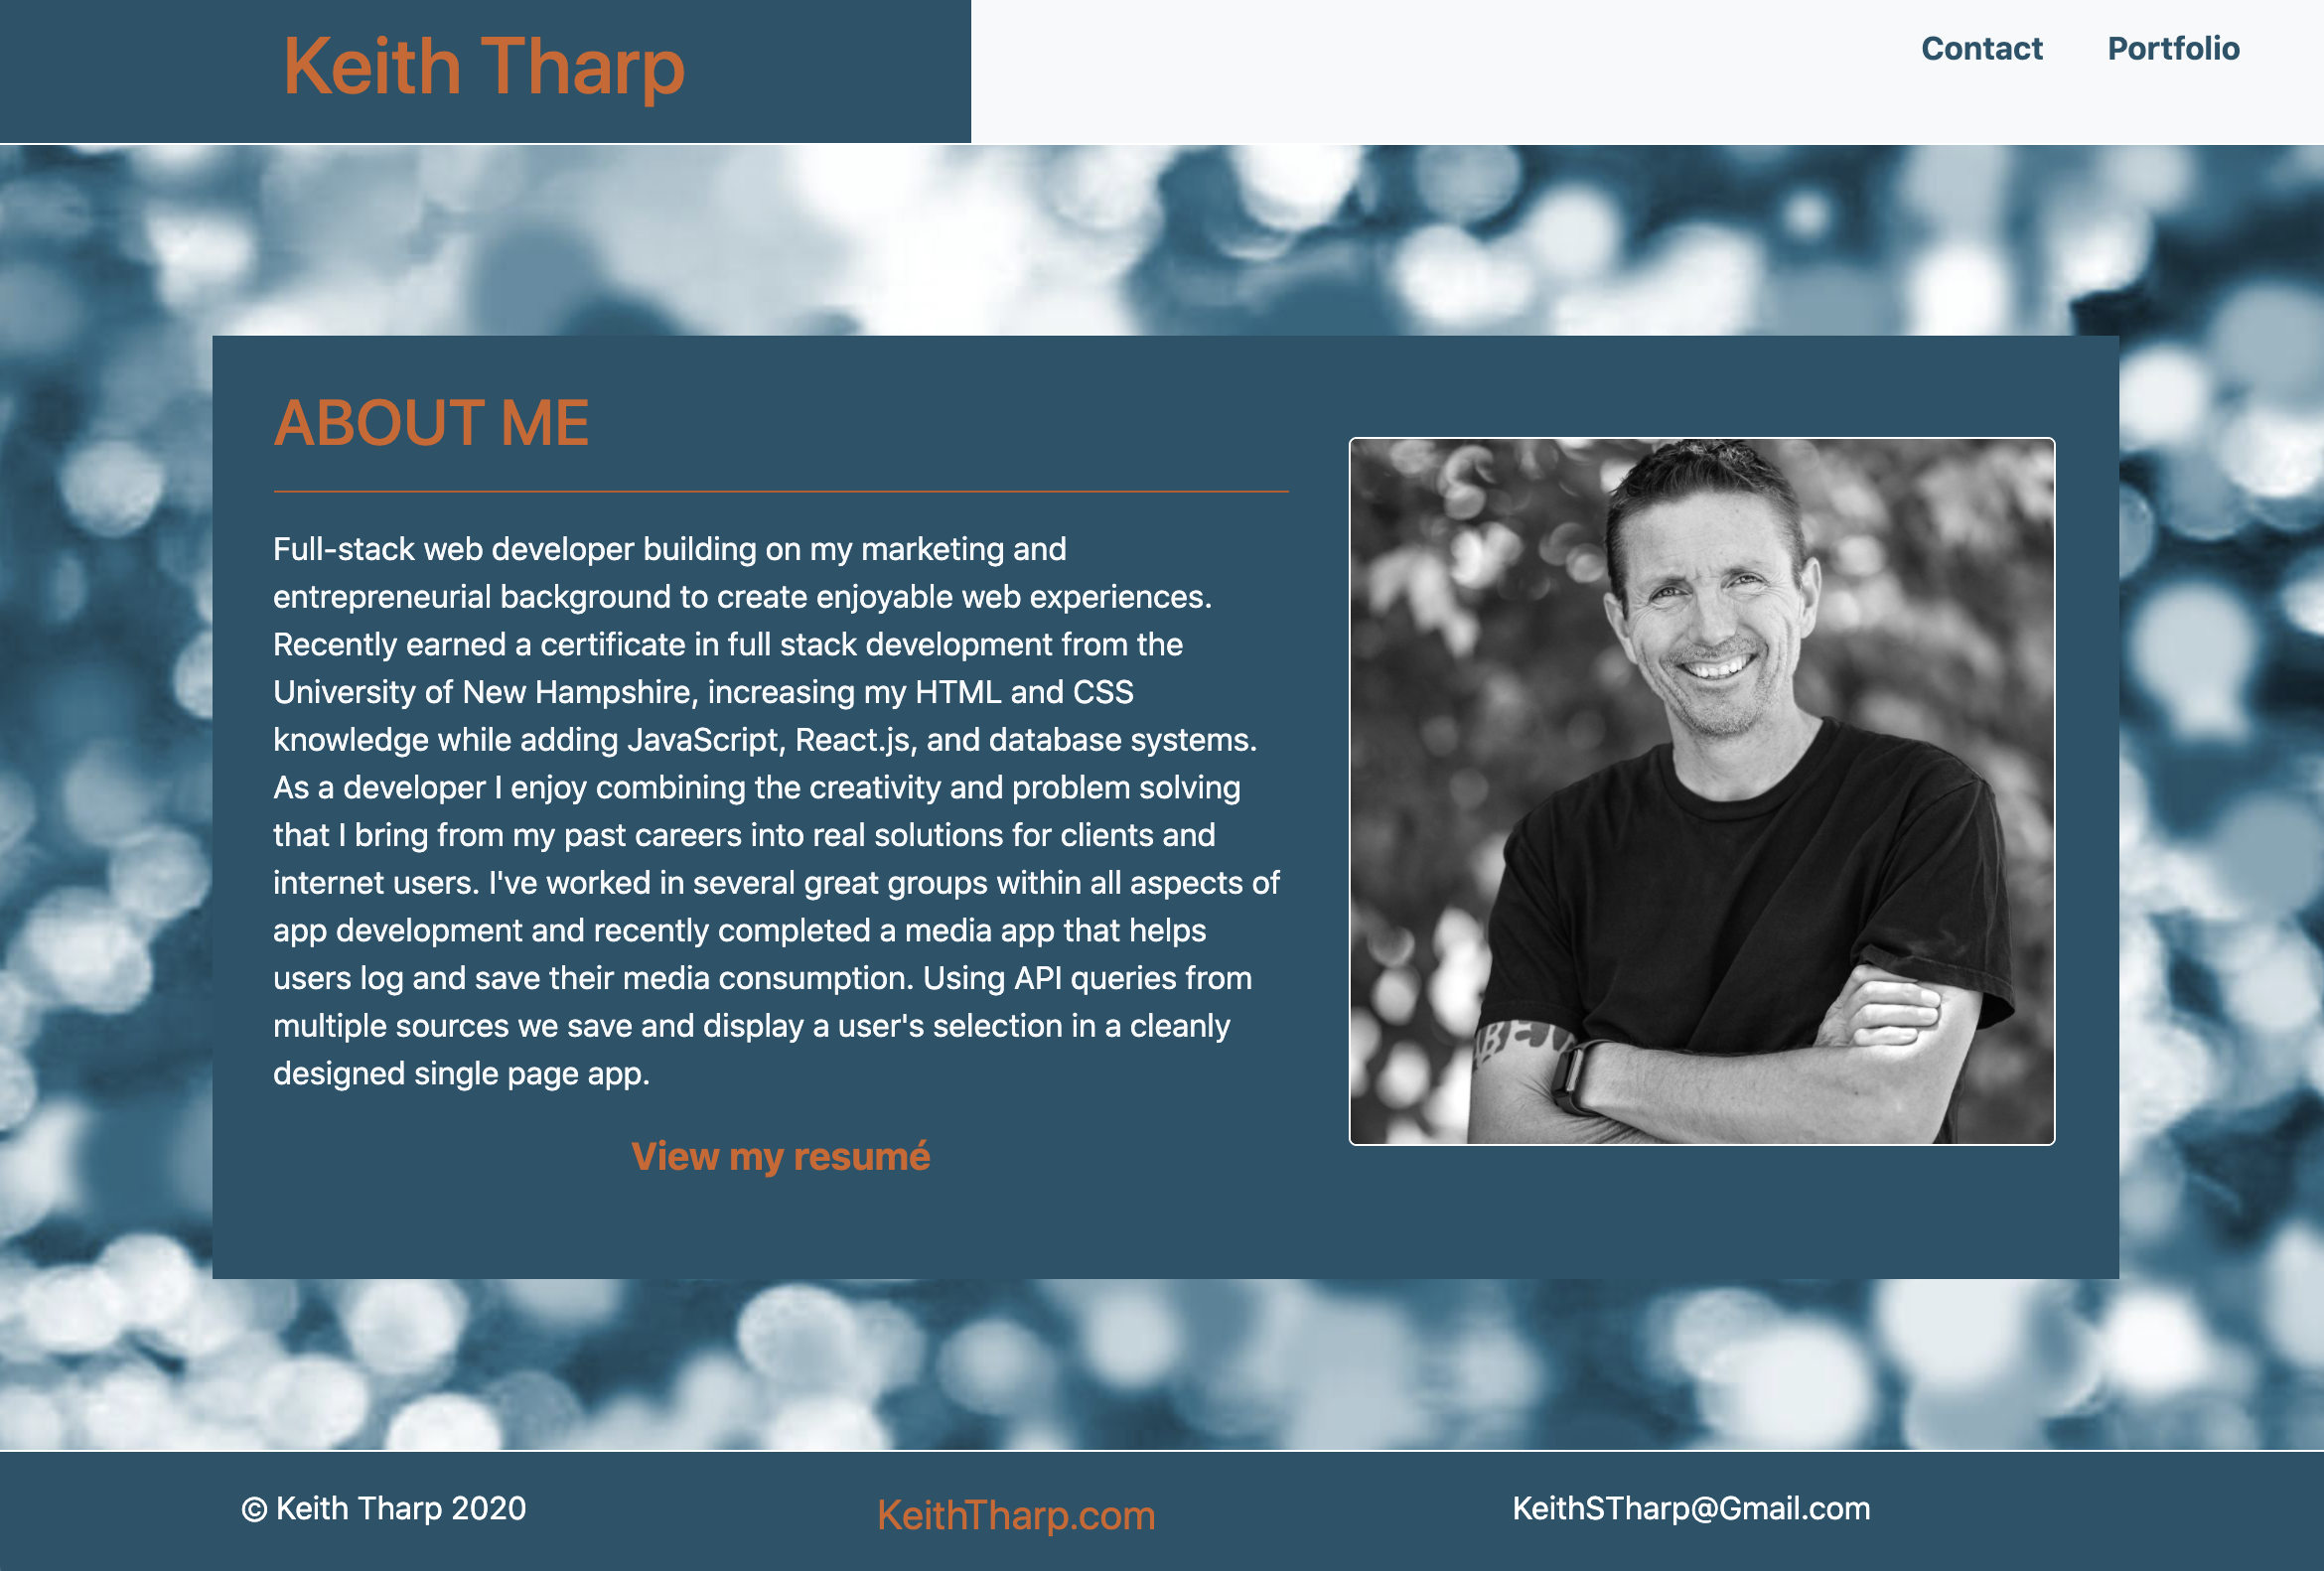 Keith Tharp
Contact
Portfolio
ABOUT ME
Full-stack web developer building on my marketing and
entrepreneurial background to create enjoyable web experiences.
Recently earned a certificate in full stack development from the
University of New Hampshire, increasing my HTML and CSS
knowledge while adding JavaScript, React.js, and database systems.
As a developer I enjoy combining the creativity and problem solving
that I bring from my past careers into real solutions for clients and
internet users. I've worked in several great groups within all aspects of
app development and recently completed a media app that helps
users log and save their media consumption. Using API queries from
multiple sources we save and display a user's selection in a cleanly
designed single page app.
View my resumé
© Keith Tharp 2020
KeithTharp.com
KeithSTharp@Gmail.com